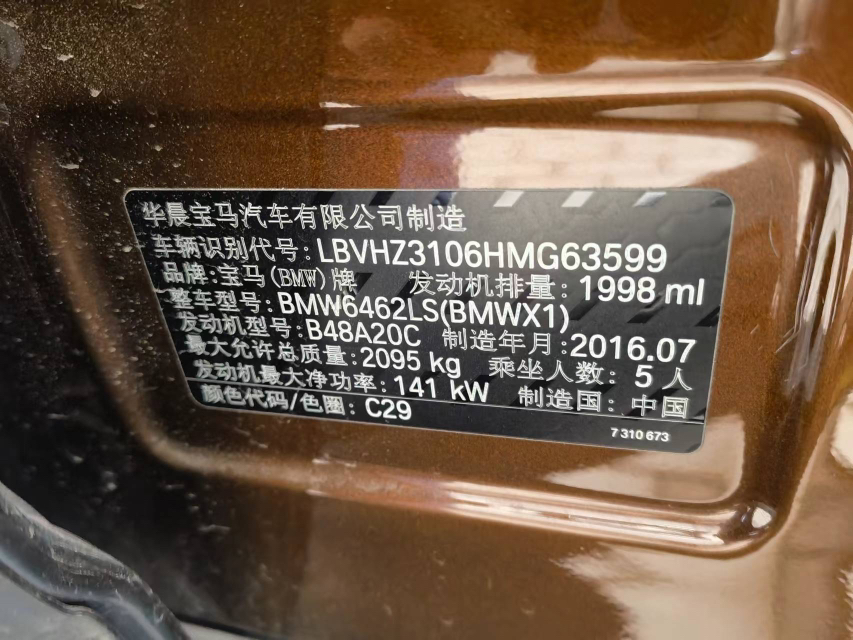 华晨宝马汽车有限公司制造
车辆识别代号: LBVHZ3106HMG63599
品牌:宝马(BMW)牌 发动机排量: 1998 ml
整车型号: BMW6462LS(BMWX1)
发动机型号: B48A20C 制造年月:2016.07
最大允许总质量: 2095 kg 乘坐人数: 5 人
发动机最大净功率: 141 kW 制造国: 中国
颜色代码/色圈: C29
7 310 673